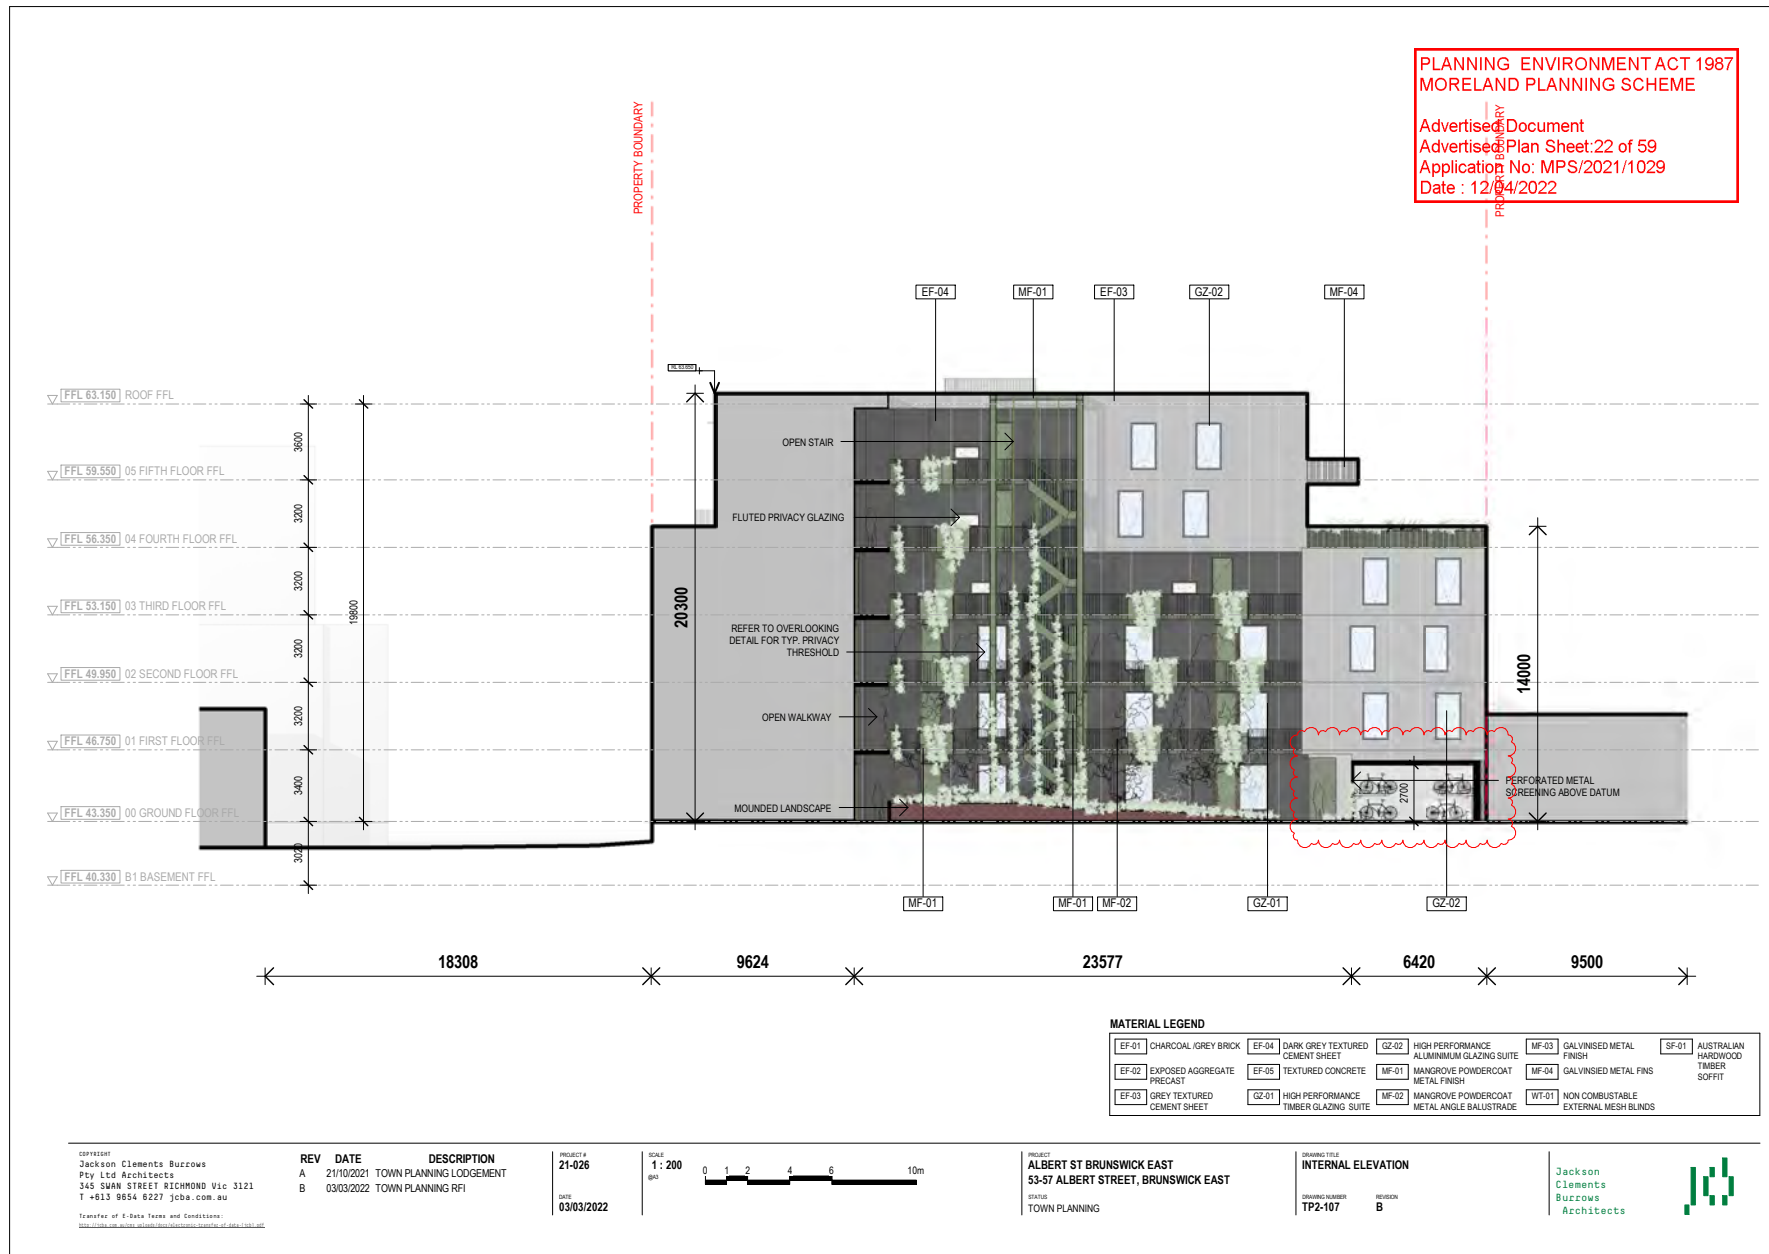 PLANNING ENVIRONMENT ACT 1987
MORELAND PLANNING SCHEME
Advertised Document
Advertised Plan Sheet:22 of 59
Application No: MPS/2021/1029
Date : 12/04/2022
PROPERTY BOUNDARY
PROPERTY BOUNDARY
EF-04
MF-01
EF-03
GZ-02
MF-04
RL 63.650
FFL 63.150 ROOF FFL
FFL 59.550 05 FIFTH FLOOR FFL
FFL 56.350 04 FOURTH FLOOR FFL
FFL 53.150 03 THIRD FLOOR FFL
FFL 49.950 02 SECOND FLOOR FFL
FFL 46.750 01 FIRST FLOOR FFL
FFL 43.350 00 GROUND FLOOR FFL
FFL 40.330 B1 BASEMENT FFL
3600
3200
3200
3200
3200
3400
3020
19800
20300
14000
2700
OPEN STAIR
FLUTED PRIVACY GLAZING
REFER TO OVERLOOKING
DETAIL FOR TYP. PRIVACY
THRESHOLD
OPEN WALKWAY
MOUNDED LANDSCAPE
PERFORATED METAL
SCREENING ABOVE DATUM
MF-01
MF-01
MF-02
GZ-01
GZ-02
18308
9624
23577
6420
9500
MATERIAL LEGEND
EF-01 CHARCOAL /GREY BRICK
EF-02 EXPOSED AGGREGATE
PRECAST
EF-03 GREY TEXTURED
CEMENT SHEET
EF-04 DARK GREY TEXTURED
CEMENT SHEET
EF-05 TEXTURED CONCRETE
GZ-01 HIGH PERFORMANCE
TIMBER GLAZING SUITE
GZ-02 HIGH PERFORMANCE
ALUMINIMUM GLAZING SUITE
MF-01 MANGROVE POWDERCOAT
METAL FINISH
MF-02 MANGROVE POWDERCOAT
METAL ANGLE BALUSTRADE
MF-03 GALVINISED METAL
FINISH
MF-04 GALVINSIED METAL FINS
WT-01 NON COMBUSTABLE
EXTERNAL MESH BLINDS
SF-01 AUSTRALIAN
HARDWOOD
TIMBER
SOFFIT
COPYRIGHT
Jackson Clements Burrows
Pty Ltd Architects
345 SWAN STREET RICHMOND Vic 3121
T +613 9654 6227 jcba.com.au
Transfer of E-Data Terms and Conditions:
REV DATE DESCRIPTION
A 21/10/2021 TOWN PLANNING LODGEMENT
B 03/03/2022 TOWN PLANNING RFI
PROJECT #
21-026
DATE
03/03/2022
SCALE
1 : 200
@A3
0 1 2 4 6 10m
PROJECT
ALBERT ST BRUNSWICK EAST
53-57 ALBERT STREET, BRUNSWICK EAST
STATUS
TOWN PLANNING
DRAWING TITLE
INTERNAL ELEVATION
DRAWING NUMBER REVISION
TP2-107 B
Jackson
Clements
Burrows
Architects